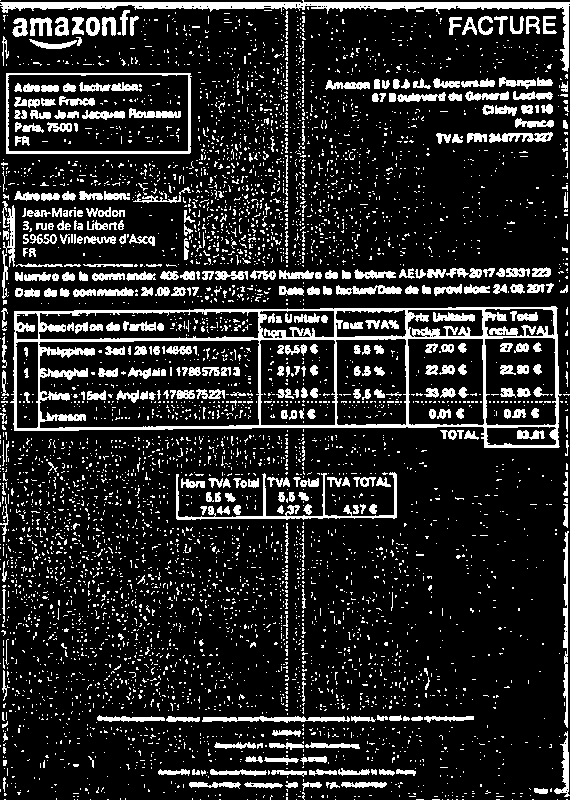 amazon.fr
FACTURE
Adresse de facturation:
Zapptax France
23 Rue Jean Jacques Rousseau
Paris, 75001
FR
Amazon EU S.à r.l., Succursale Française
67 Boulevard du General Leclerc
Clichy 92110
France
TVA: FR12487773327
Adresse de livraison:
Jean-Marie Wodon
3, rue de la Liberté
59650 Villeneuve d'Ascq
FR
Numéro de la commande: 406-6613739-5614750 Numéro de la facture: AEU-INV-FR-2017-35331223
Date de la commande: 24.09.2017 Date de la facture/Date de la provision: 24.09.2017
Qté Description de l'article Prix Unitaire (hors TVA) Taux TVA% Prix Unitaire (inclus TVA) Prix Total (inclus TVA)
1 Philippines - 3ed | 2816148661 25,59 € 5,5 % 27,00 € 27,00 €
1 Shanghai - 8ed - Anglais | 1786575213 21,71 € 5,5 % 22,90 € 22,90 €
1 China - 15ed - Anglais | 1786575221 32,13 € 5,5 % 33,90 € 33,90 €
Livraison 0,01 € 0,01 € 0,01 €
TOTAL: 83,81 €
Hors TVA Total TVA Total TVA TOTAL
5,5 % 5,5 %
79,44 € 4,37 € 4,37 €